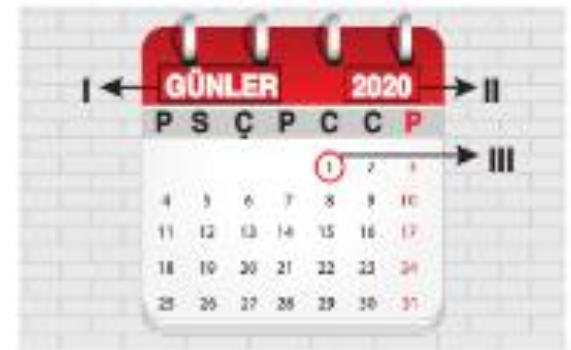 I GÜNLER 2020 II
P S Ç P C C P
1 2 3 III
4 5 6 7 8 9 10
11 12 13 14 15 16 17
18 19 20 21 22 23 24
25 26 27 28 29 30 31